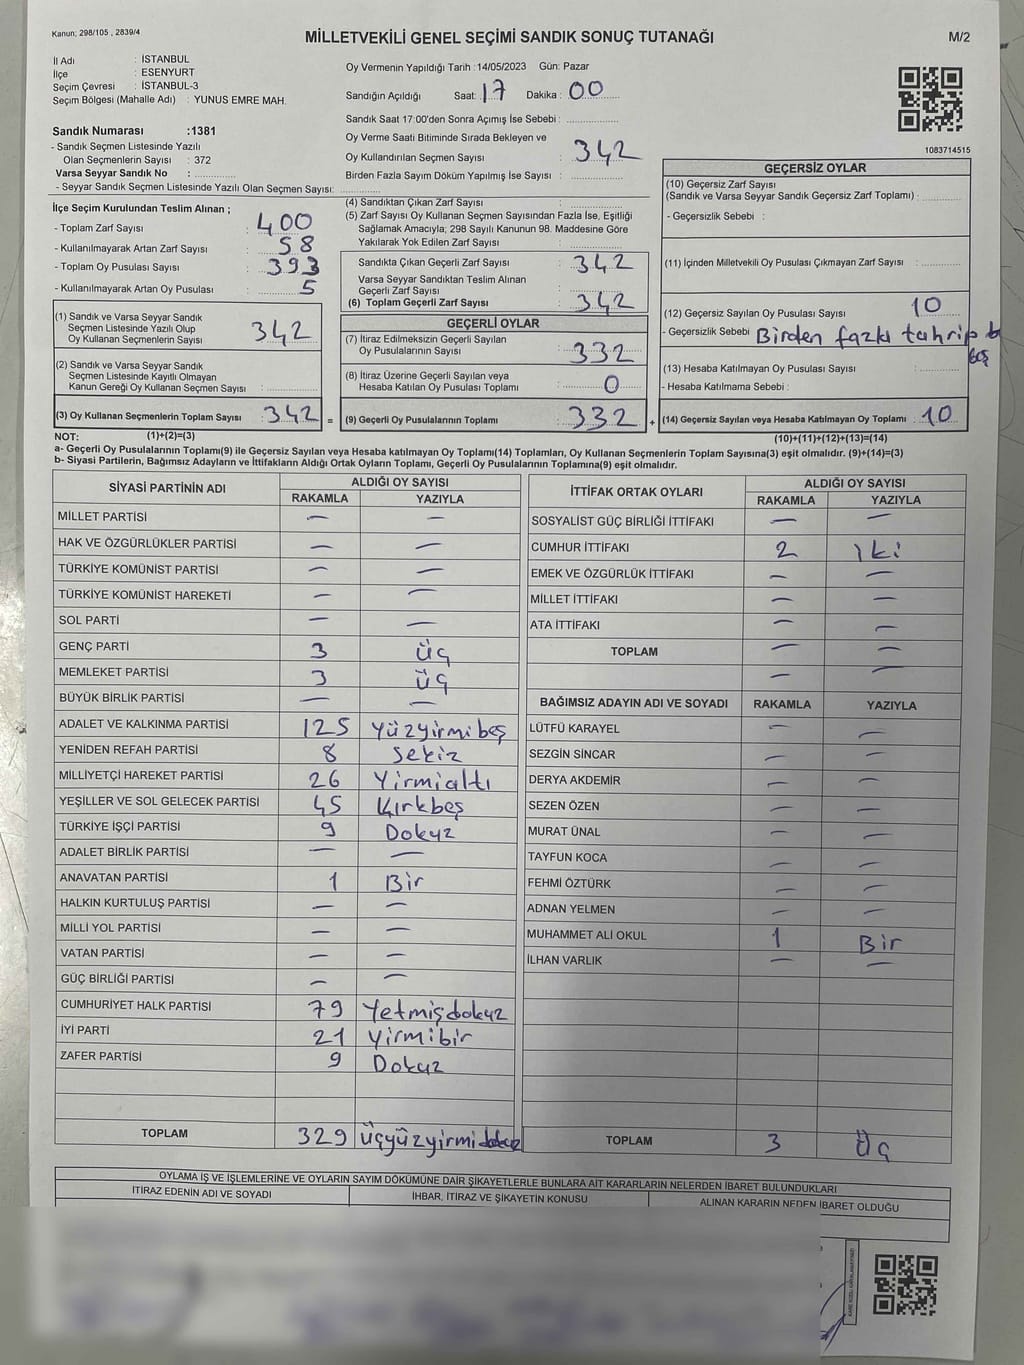 Kanun; 298/105 , 2839/4
MİLLETVEKİLİ GENEL SEÇİMİ SANDIK SONUÇ TUTANAĞI
M/2
İl Adı : İSTANBUL
İlçe : ESENYURT
Seçim Çevresi : İSTANBUL-3
Seçim Bölgesi (Mahalle Adı) : YUNUS EMRE MAH.
Sandık Numarası :1381
- Sandık Seçmen Listesinde Yazılı
Olan Seçmenlerin Sayısı : 372
Varsa Seyyar Sandık No :
- Seyyar Sandık Seçmen Listesinde Yazılı Olan Seçmen Sayısı:
Oy Vermenin Yapıldığı Tarih :14/05/2023 Gün: Pazar
Sandığın Açıldığı Saat: 17 Dakika : 00
Sandık Saat 17:00'den Sonra Açımış İse Sebebi :
Oy Verme Saati Bitiminde Sırada Bekleyen ve
Oy Kullandırılan Seçmen Sayısı : 342
Birden Fazla Sayım Döküm Yapılmış İse Sayısı :
1083714515
İlçe Seçim Kurulundan Teslim Alınan ;
- Toplam Zarf Sayısı : 400
- Kullanılmayarak Artan Zarf Sayısı : 58
- Toplam Oy Pusulası Sayısı : 393
- Kullanılmayarak Artan Oy Pusulası : 5
(1) Sandık ve Varsa Seyyar Sandık
Seçmen Listesinde Yazılı Olup
Oy Kullanan Seçmenlerin Sayısı : 342
(2) Sandık ve Varsa Seyyar Sandık
Seçmen Listesinde Kayıtlı Olmayan
Kanun Gereği Oy Kullanan Seçmen Sayısı :
(3) Oy Kullanan Seçmenlerin Toplam Sayısı : 342 =
(4) Sandıktan Çıkan Zarf Sayısı :
(5) Zarf Sayısı Oy Kullanan Seçmen Sayısından Fazla İse, Eşitliği
Sağlamak Amacıyla; 298 Sayılı Kanunun 98. Maddesine Göre
Yakılarak Yok Edilen Zarf Sayısı :
Sandıkta Çıkan Geçerli Zarf Sayısı : 342
Varsa Seyyar Sandıktan Teslim Alınan
Geçerli Zarf Sayısı :
(6) Toplam Geçerli Zarf Sayısı : 342
GEÇERLİ OYLAR
(7) İtiraz Edilmeksizin Geçerli Sayılan
Oy Pusulalarının Sayısı : 332
(8) İtiraz Üzerine Geçerli Sayılan veya
Hesaba Katılan Oy Pusulası Toplamı : 0
(9) Geçerli Oy Pusulalarının Toplamı : 332 +
GEÇERSİZ OYLAR
(10) Geçersiz Zarf Sayısı
(Sandık ve Varsa Seyyar Sandık Geçersiz Zarf Toplamı) :
- Geçersizlik Sebebi :
(11) İçinden Milletvekili Oy Pusulası Çıkmayan Zarf Sayısı :
(12) Geçersiz Sayılan Oy Pusulası Sayısı : 10
- Geçersizlik Sebebi : Birden fazla tahrip
boş
(13) Hesaba Katılmayan Oy Pusulası Sayısı :
- Hesaba Katılmama Sebebi :
(14) Geçersiz Sayılan veya Hesaba Katılmayan Oy Toplamı : 10
NOT: (1)+(2)=(3)
(10)+(11)+(12)+(13)=(14)
a- Geçerli Oy Pusulalarının Toplamı(9) ile Geçersiz Sayılan veya Hesaba katılmayan Oy Toplamı(14) Toplamları, Oy Kullanan Seçmenlerin Toplam Sayısına(3) eşit olmalıdır. (9)+(14)=(3)
b- Siyasi Partilerin, Bağımsız Adayların ve İttifakların Aldığı Ortak Oyların Toplamı, Geçerli Oy Pusulalarının Toplamına(9) eşit olmalıdır.
SİYASİ PARTİNİN ADI ALDIĞI OY SAYISI
RAKAMLA YAZIYLA
MİLLET PARTİSİ — —
HAK VE ÖZGÜRLÜKLER PARTİSİ — —
TÜRKİYE KOMÜNİST PARTİSİ — —
TÜRKİYE KOMÜNİST HAREKETİ — —
SOL PARTİ — —
GENÇ PARTİ 3 üç
MEMLEKET PARTİSİ 3 üç
BÜYÜK BİRLİK PARTİSİ — —
ADALET VE KALKINMA PARTİSİ 125 Yüzyirmibeş
YENİDEN REFAH PARTİSİ 8 Sekiz
MİLLİYETÇİ HAREKET PARTİSİ 26 Yirmialtı
YEŞİLLER VE SOL GELECEK PARTİSİ 45 Kırkbeş
TÜRKİYE İŞÇİ PARTİSİ 9 Dokuz
ADALET BİRLİK PARTİSİ — —
ANAVATAN PARTİSİ 1 Bir
HALKIN KURTULUŞ PARTİSİ — —
MİLLİ YOL PARTİSİ — —
VATAN PARTİSİ — —
GÜÇ BİRLİĞİ PARTİSİ — —
CUMHURİYET HALK PARTİSİ 79 Yetmişdokuz
İYİ PARTİ 21 Yirmibir
ZAFER PARTİSİ 9 Dokuz
TOPLAM 329 üçyüzyirmidokuz
İTTİFAK ORTAK OYLARI ALDIĞI OY SAYISI
RAKAMLA YAZIYLA
SOSYALİST GÜÇ BİRLİĞİ İTTİFAKI — —
CUMHUR İTTİFAKI 2 iki
EMEK VE ÖZGÜRLÜK İTTİFAKI — —
MİLLET İTTİFAKI — —
ATA İTTİFAKI — —
TOPLAM — —
— —
BAĞIMSIZ ADAYIN ADI VE SOYADI RAKAMLA YAZIYLA
LÜTFÜ KARAYEL — —
SEZGİN SİNCAR — —
DERYA AKDEMİR — —
SEZEN ÖZEN — —
MURAT ÜNAL — —
TAYFUN KOCA — —
FEHMİ ÖZTÜRK — —
ADNAN YELMEN — —
MUHAMMET ALİ OKUL 1 Bir
İLHAN VARLIK — —
TOPLAM 3 Üç
OYLAMA İŞ VE İŞLEMLERİNE VE OYLARIN SAYIM DÖKÜMÜNE DAİR ŞİKAYETLERLE BUNLARA AİT KARARLARIN NELERDEN İBARET BULUNDUKLARI
İTİRAZ EDENİN ADI VE SOYADI İHBAR, İTİRAZ VE ŞİKAYETİN KONUSU ALINAN KARARIN NEDEN İBARET OLDUĞU